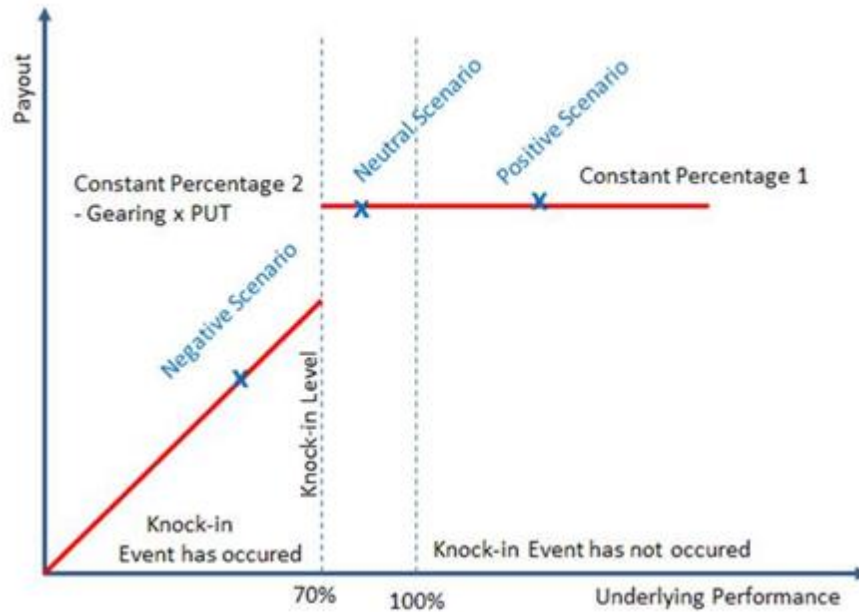 Payout
Neutral Scenario
Positive Scenario
Constant Percentage 2
- Gearing x PUT
Constant Percentage 1
X
X
Negative Scenario
X
Knock-in Level
Knock-in
Event has occured
Knock-in Event has not occured
70%
100%
Underlying Performance